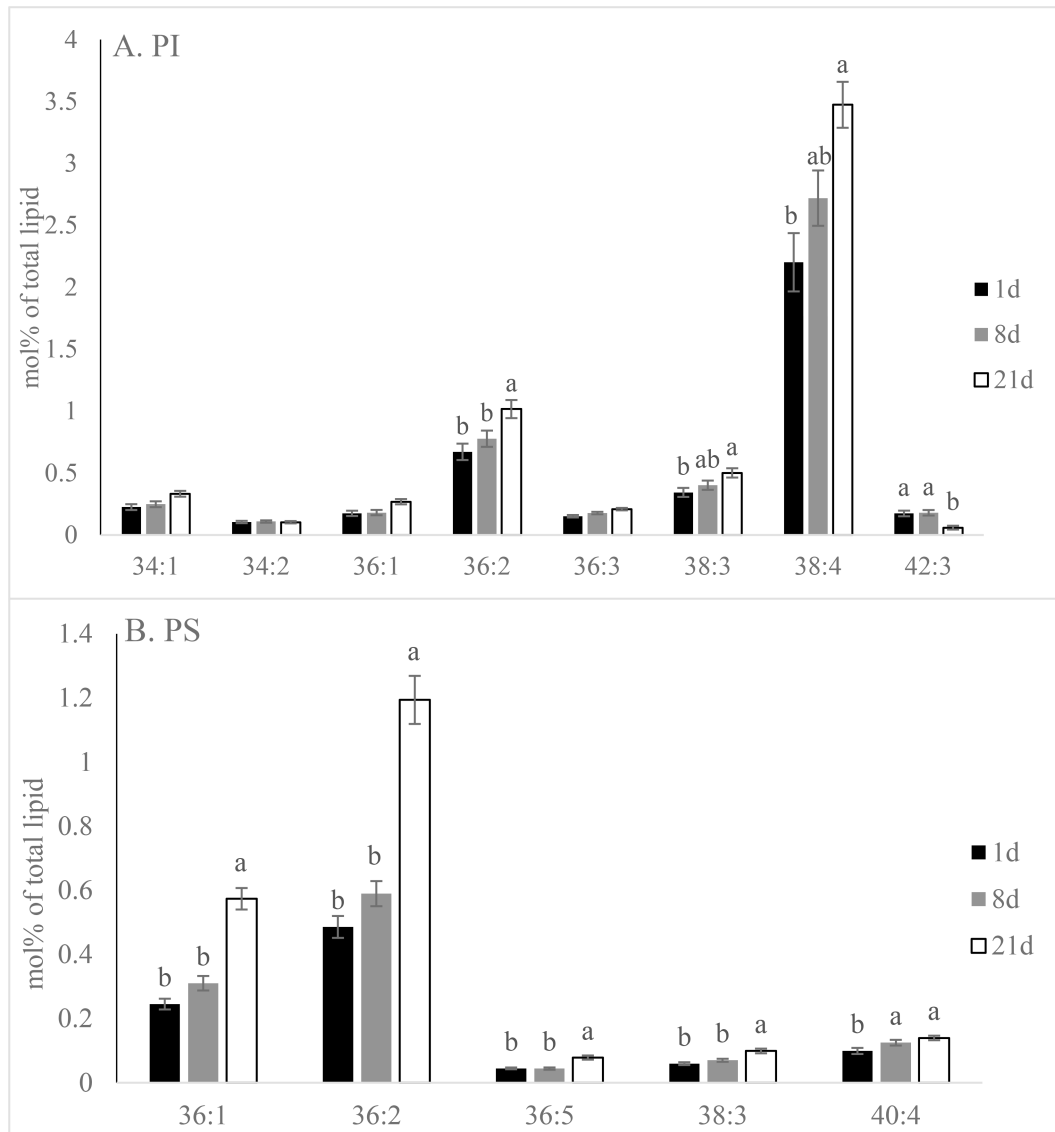 A. PI
mol% of total lipid
4
3.5
3
2.5
2
1.5
1
0.5
0
b b a
b ab a
b ab a
a a b
34:1 34:2 36:1 36:2 36:3 38:3 38:4 42:3
1d
8d
21d
B. PS
mol% of total lipid
1.4
1.2
1
0.8
0.6
0.4
0.2
0
b b a
b b a
b b a
b b a
b a a
36:1 36:2 36:5 38:3 40:4
1d
8d
21d